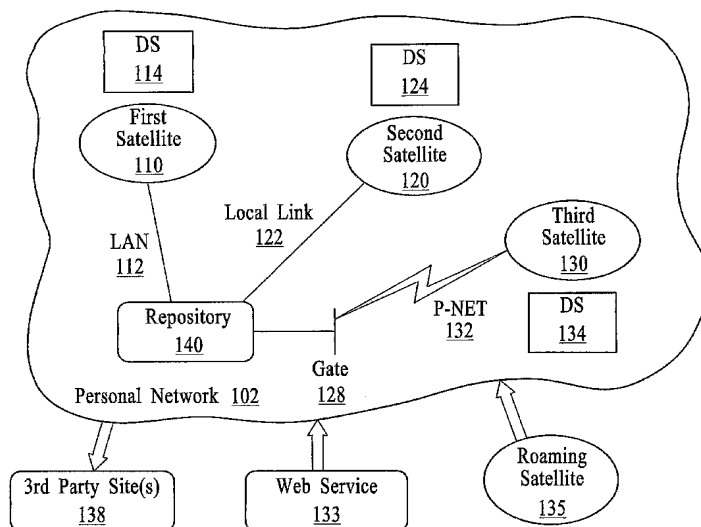 DS
114
First
Satellite
110
DS
124
Second
Satellite
120
LAN
112
Local Link
122
Third
Satellite
130
P-NET
132
DS
134
Repository
140
Gate
128
Personal Network 102
3rd Party Site(s)
138
Web Service
133
Roaming
Satellite
135